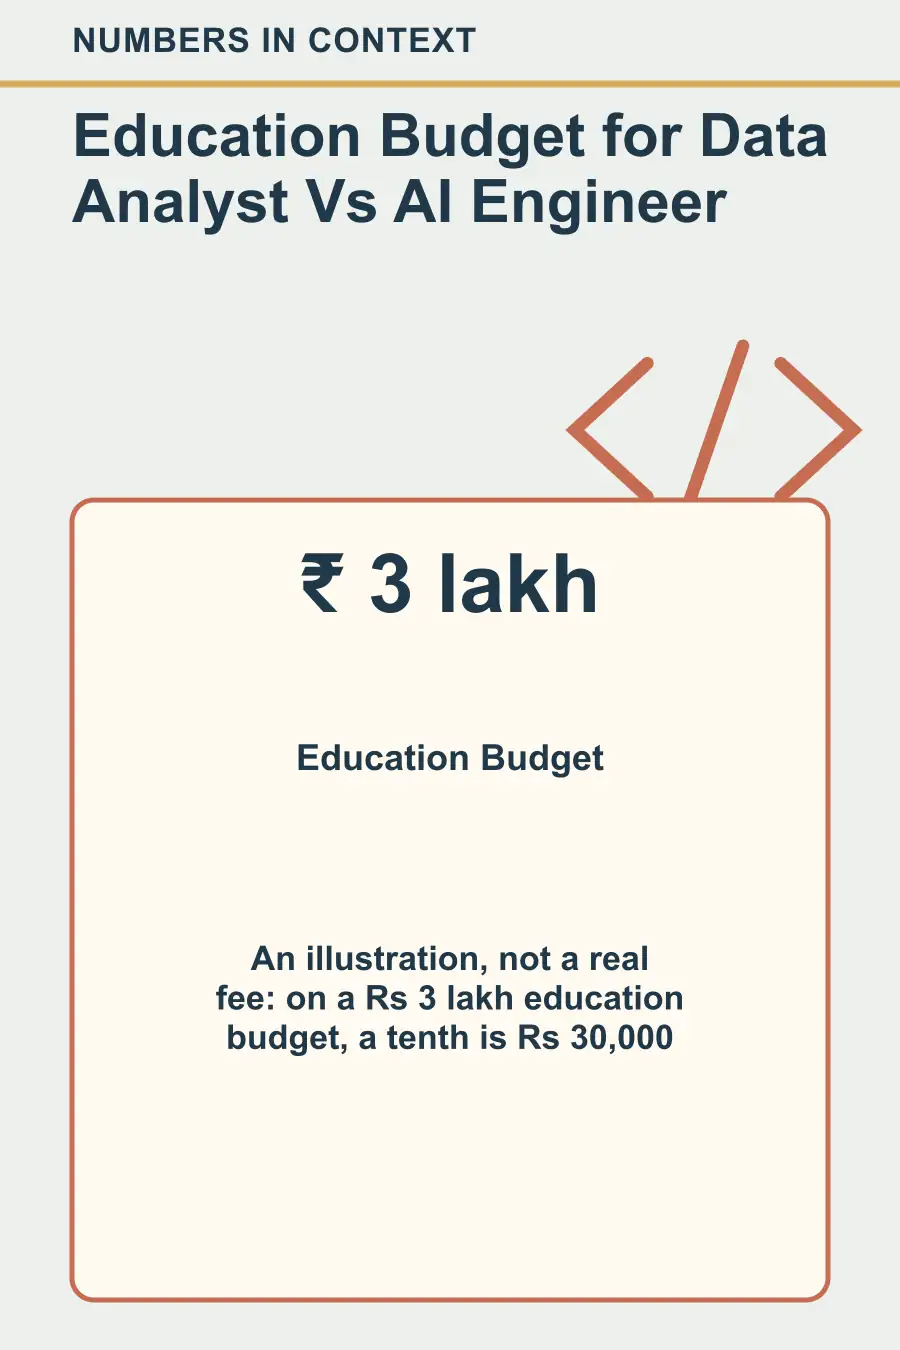 NUMBERS IN CONTEXT
Education Budget for Data
Analyst Vs AI Engineer
₹ 3 lakh
Education Budget
An illustration, not a real
fee: on a Rs 3 lakh education
budget, a tenth is Rs 30,000